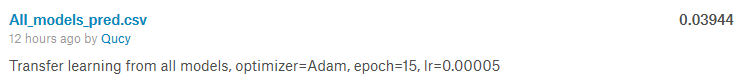 All_models_pred.csv 0.03944
12 hours ago by Qucy
Transfer learning from all models, optimizer=Adam, epoch=15, lr=0.00005